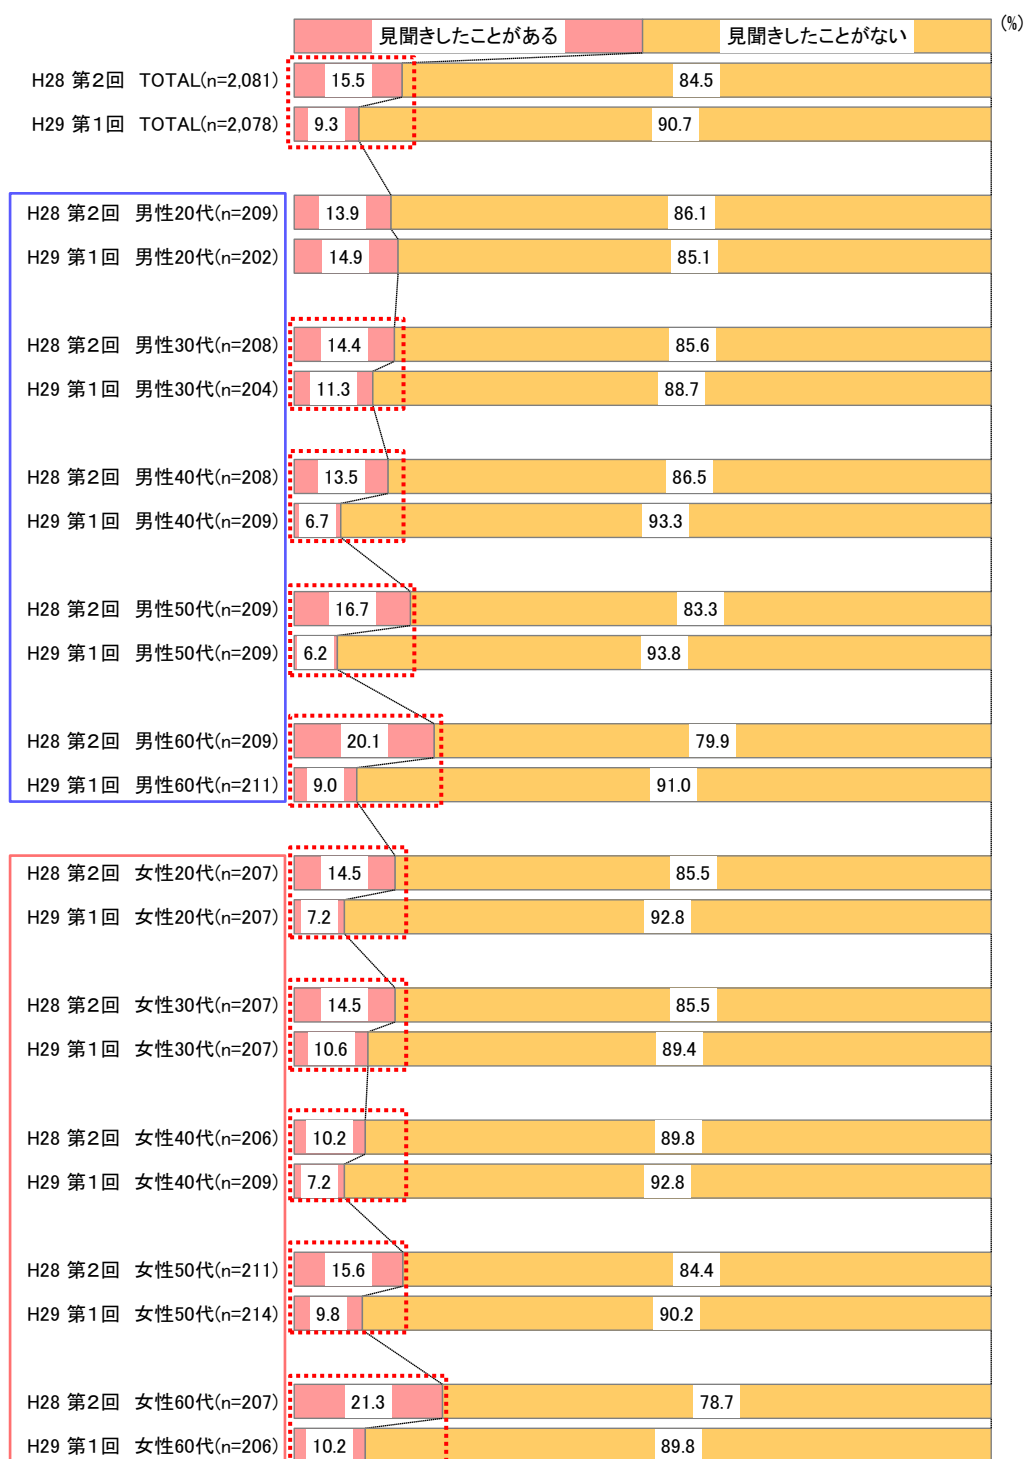 (%)
見聞きしたことがある 見聞きしたことがない
H28 第2回 TOTAL(n=2,081) 15.5 84.5
H29 第1回 TOTAL(n=2,078) 9.3 90.7
H28 第2回 男性20代(n=209) 13.9 86.1
H29 第1回 男性20代(n=202) 14.9 85.1
H28 第2回 男性30代(n=208) 14.4 85.6
H29 第1回 男性30代(n=204) 11.3 88.7
H28 第2回 男性40代(n=208) 13.5 86.5
H29 第1回 男性40代(n=209) 6.7 93.3
H28 第2回 男性50代(n=209) 16.7 83.3
H29 第1回 男性50代(n=209) 6.2 93.8
H28 第2回 男性60代(n=209) 20.1 79.9
H29 第1回 男性60代(n=211) 9.0 91.0
H28 第2回 女性20代(n=207) 14.5 85.5
H29 第1回 女性20代(n=207) 7.2 92.8
H28 第2回 女性30代(n=207) 14.5 85.5
H29 第1回 女性30代(n=207) 10.6 89.4
H28 第2回 女性40代(n=206) 10.2 89.8
H29 第1回 女性40代(n=209) 7.2 92.8
H28 第2回 女性50代(n=211) 15.6 84.4
H29 第1回 女性50代(n=214) 9.8 90.2
H28 第2回 女性60代(n=207) 21.3 78.7
H29 第1回 女性60代(n=206) 10.2 89.8